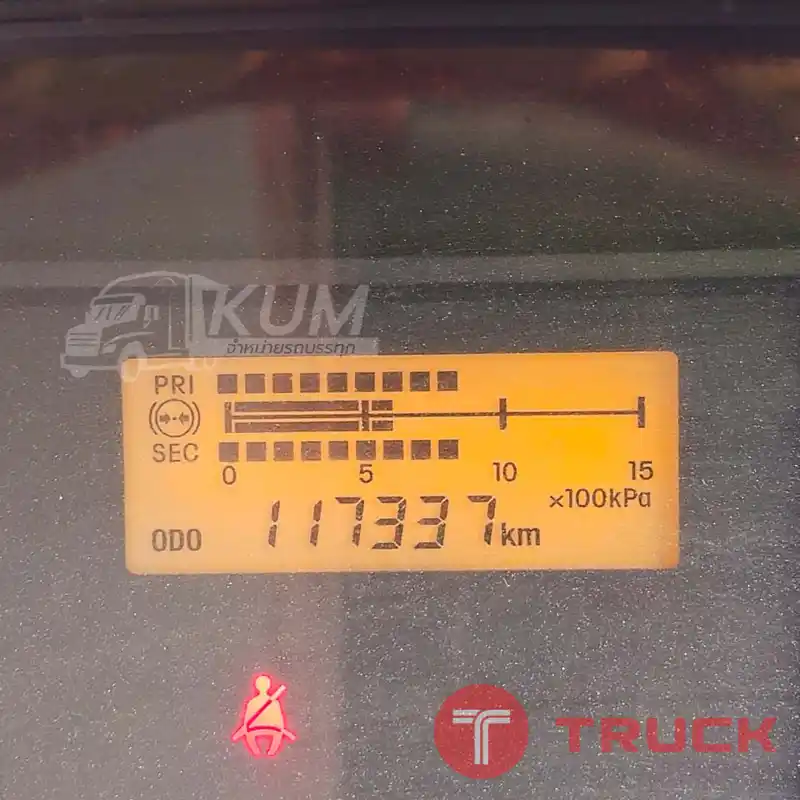 KUM
จำหน่ายรถบรรทุก
PRI
SEC
0 5 10 15
×100kPa
ODO 117337km
TRUCK